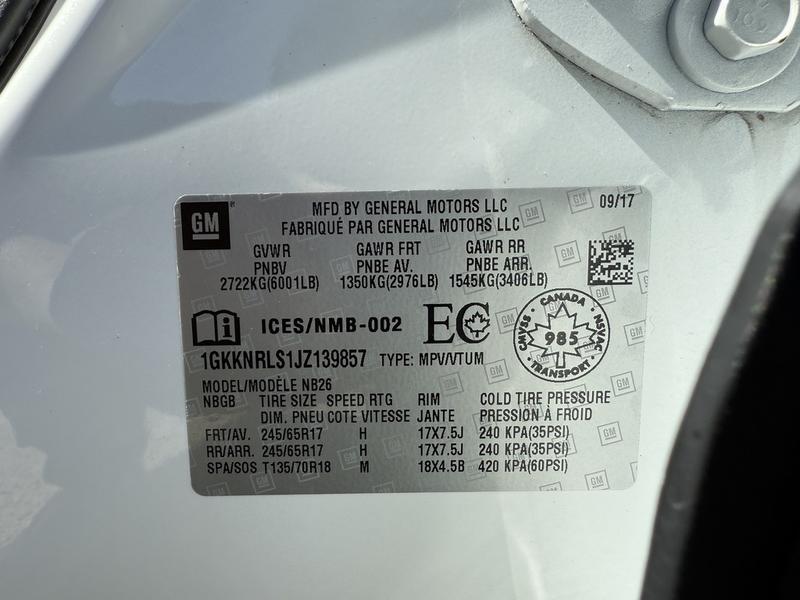 GM
MFD BY GENERAL MOTORS LLC 09/17
FABRIQUÉ PAR GENERAL MOTORS LLC
GVWR GAWR FRT GAWR RR
PNBV PNBE AV. PNBE ARR.
2722KG(6001LB) 1350KG(2976LB) 1545KG(3406LB)
i ICES/NMB-002 EC
CANADA
CMVSS 985 NSVAC
TRANSPORT
1GKKNRLS1JZ139857 TYPE: MPV/VTUM
MODEL/MODÈLE NB26
NBGB TIRE SIZE SPEED RTG RIM COLD TIRE PRESSURE
DIM. PNEU COTE VITESSE JANTE PRESSION À FROID
FRT/AV. 245/65R17 H 17X7.5J 240 KPA(35PSI)
RR/ARR. 245/65R17 H 17X7.5J 240 KPA(35PSI)
SPA/SOS T135/70R18 M 18X4.5B 420 KPA(60PSI)